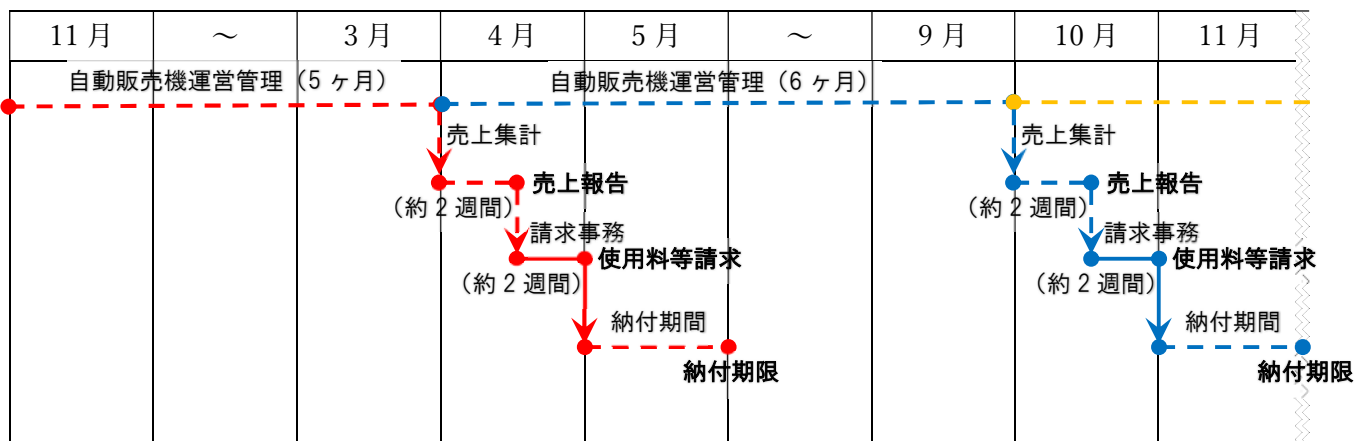 11月 ～ 3月 4月 5月 ～ 9月 10月 11月
自動販売機運営管理（5ヶ月） 自動販売機運営管理（6ヶ月）
売上集計 売上集計
売上報告 売上報告
（約2週間） （約2週間）
請求事務 請求事務
使用料等請求 使用料等請求
（約2週間） （約2週間）
納付期間 納付期間
納付期限 納付期限